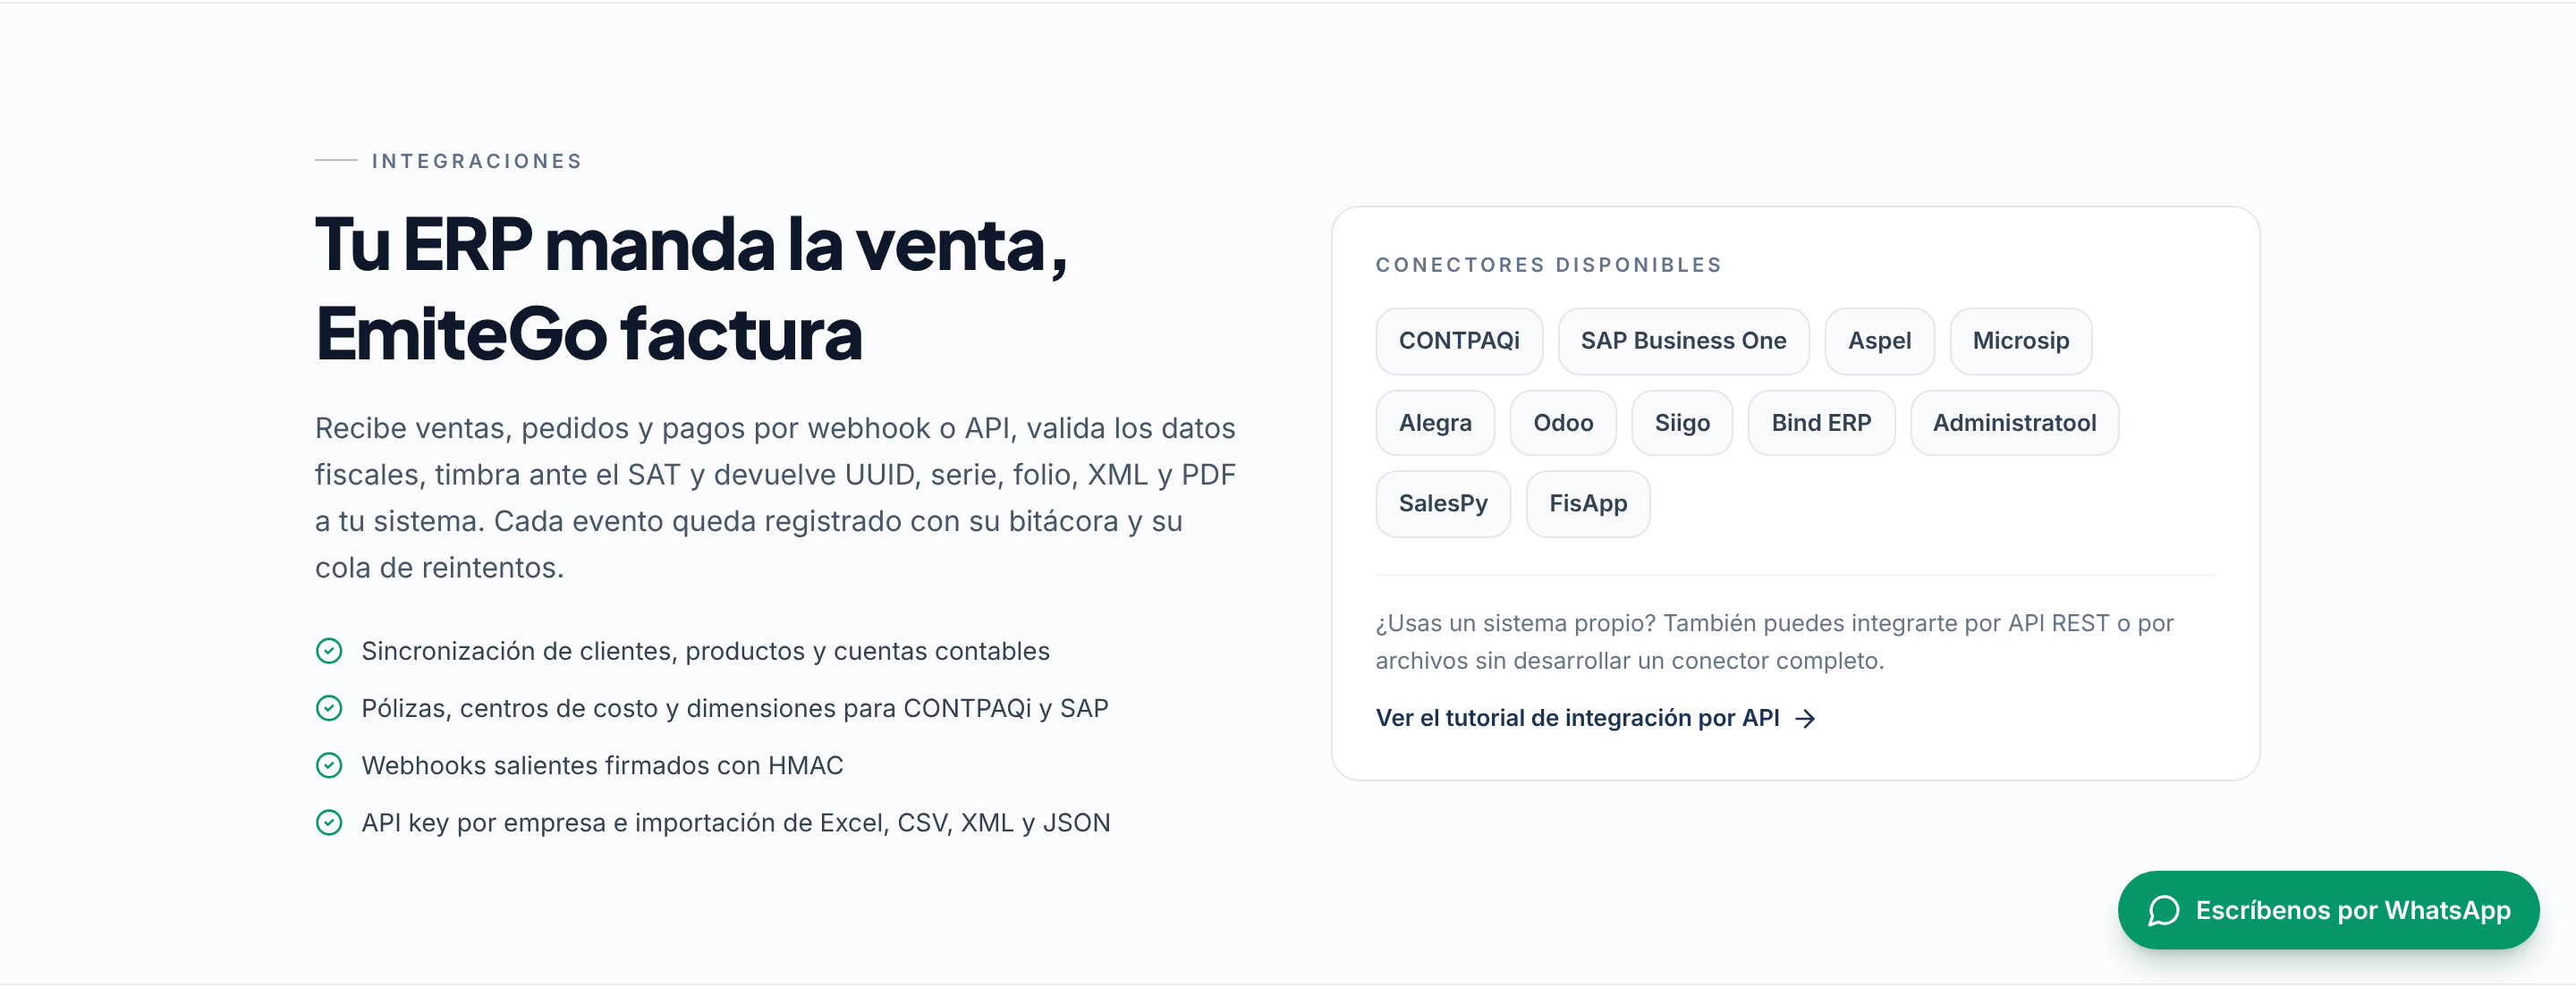 INTEGRACIONES
Tu ERP manda la venta,
EmiteGo factura
Recibe ventas, pedidos y pagos por webhook o API, valida los datos
fiscales, timbra ante el SAT y devuelve UUID, serie, folio, XML y PDF
a tu sistema. Cada evento queda registrado con su bitácora y su
cola de reintentos.
Sincronización de clientes, productos y cuentas contables
Pólizas, centros de costo y dimensiones para CONTPAQi y SAP
Webhooks salientes firmados con HMAC
API key por empresa e importación de Excel, CSV, XML y JSON
CONECTORES DISPONIBLES
CONTPAQi SAP Business One Aspel Microsip
Alegra Odoo Siigo Bind ERP Administratool
SalesPy FisApp
¿Usas un sistema propio? También puedes integrarte por API REST o por
archivos sin desarrollar un conector completo.
Ver el tutorial de integración por API →
Escríbenos por WhatsApp